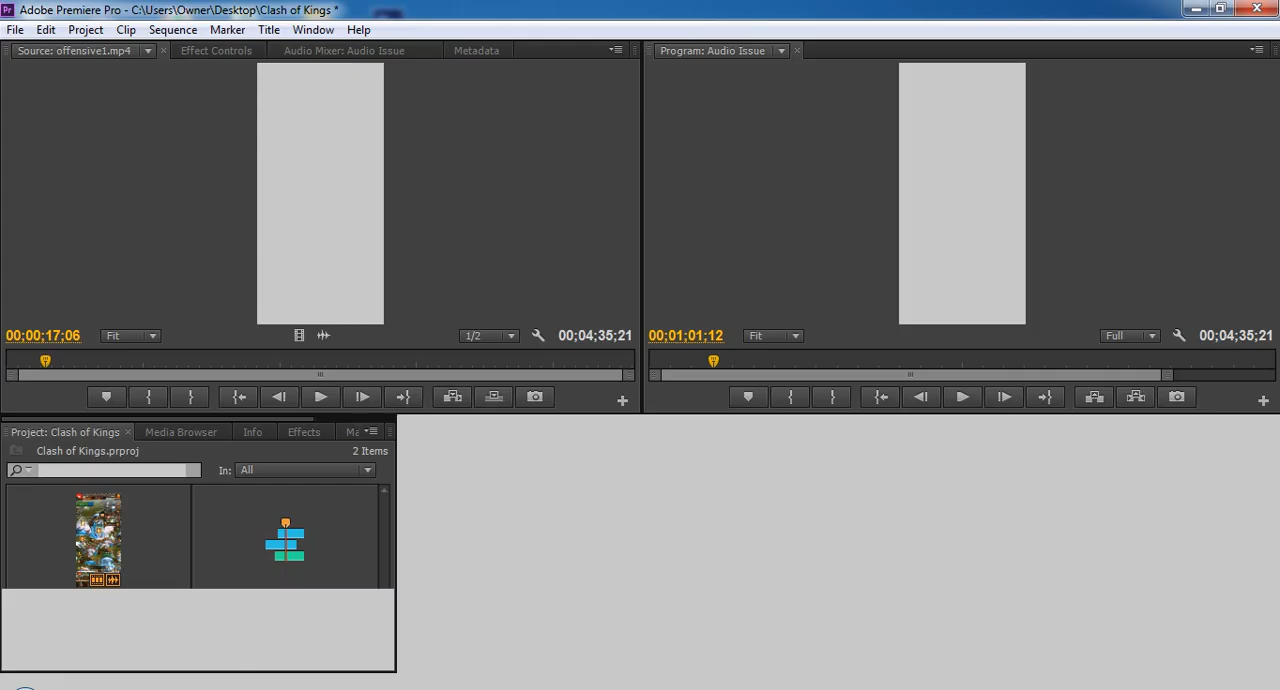 Pr Adobe Premiere Pro - C:\Users\Owner\Desktop\Clash of Kings *
File Edit Project Clip Sequence Marker Title Window Help
Source: offensive1.mp4 Effect Controls Audio Mixer: Audio Issue Metadata Program: Audio Issue
00;00;17;06 Fit 1/2 00;04;35;21 00;01;01;12 Fit Full 00;04;35;21
Project: Clash of Kings Media Browser Info Effects Ma
Clash of Kings.prproj 2 Items
In: All